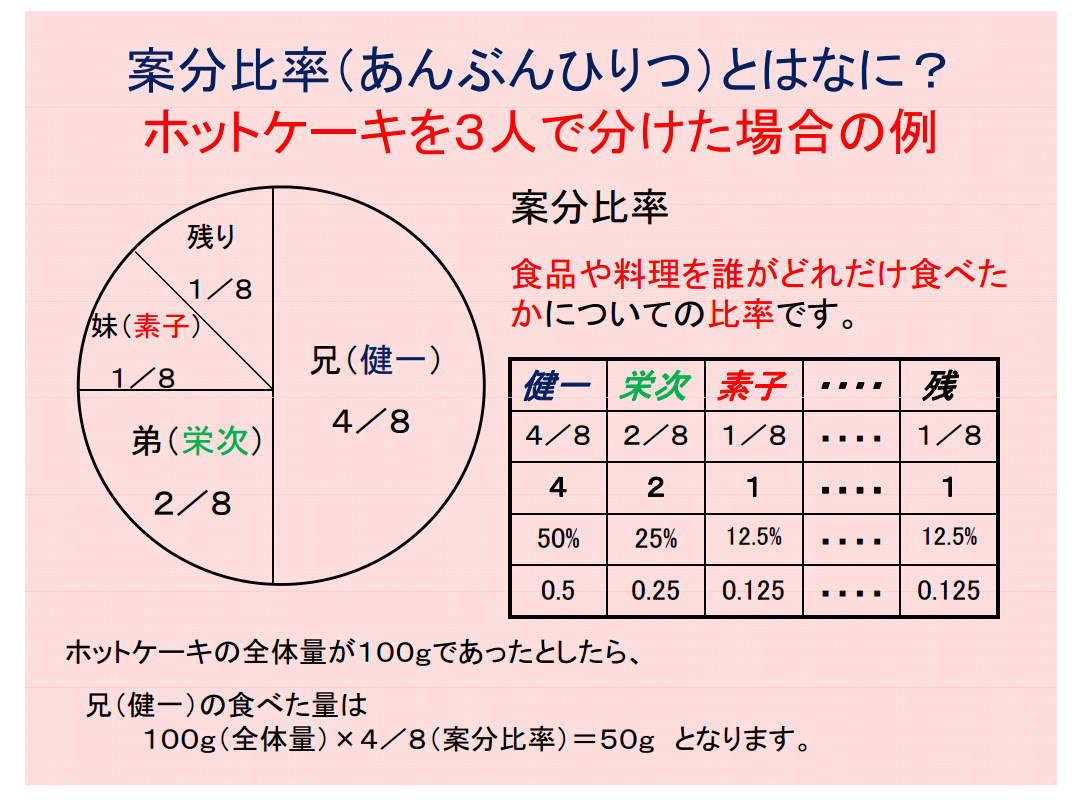 案分比率（あんぶんひりつ）とはなに？
ホットケーキを３人で分けた場合の例
残り
１／８
妹（素子）
１／８
兄（健一）
４／８
弟（栄次）
２／８
案分比率
食品や料理を誰がどれだけ食べた
かについての比率です。
健一 栄次 素子 ・・・・ 残
４／８ ２／８ １／８ ・・・・ １／８
４ ２ １ ・・・・ １
50% 25% 12.5% ・・・・ 12.5%
0.5 0.25 0.125 ・・・・ 0.125
ホットケーキの全体量が１００ｇであったとしたら、
兄（健一）の食べた量は
１００ｇ（全体量）×４／８（案分比率）＝５０ｇ　となります。